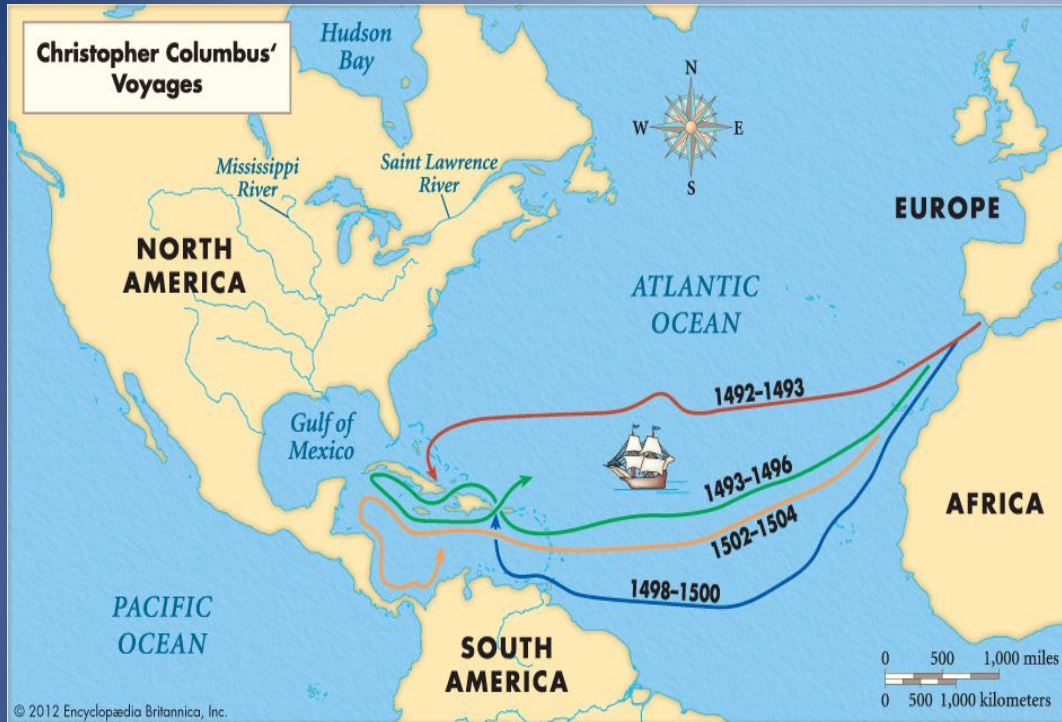 Christopher Columbus‘
Voyages
Hudson
Bay
N
W
E
S
Mississippi
River
Saint Lawrence
River
EUROPE
NORTH
AMERICA
ATLANTIC
OCEAN
1492–1493
Gulf of
Mexico
1493–1496
AFRICA
1502–1504
1498–1500
PACIFIC
OCEAN
SOUTH
AMERICA
0 500 1,000 miles
0 500 1,000 kilometers
© 2012 Encyclopædia Britannica, Inc.